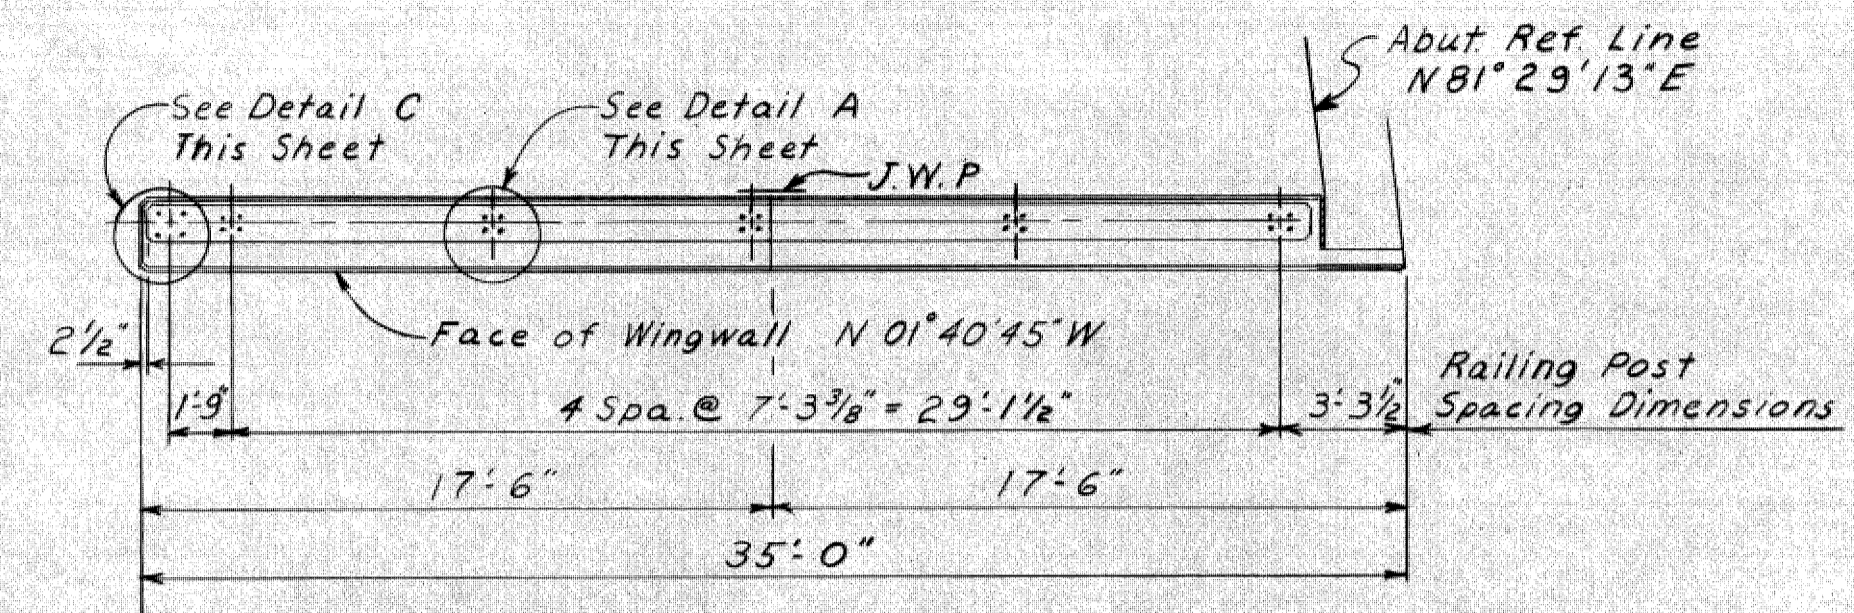 Abut. Ref. Line
N 81° 29' 13" E
See Detail C
This Sheet
See Detail A
This Sheet
J.W.P
Face of Wingwall N 01° 40' 45" W
2 1/2"
1'-9"
4 Spa. @ 7'-3 3/8" = 29'-1 1/2"
3'-3 1/2"
Railing Post
Spacing Dimensions
17'-6"
17'-6"
35'-0"